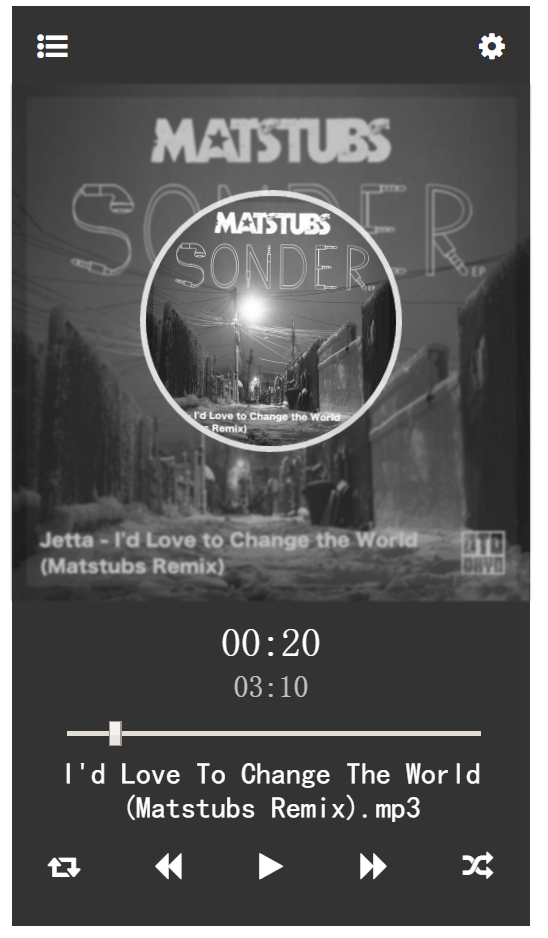 MATSTUBS
SONDER EP
MATSTUBS
SONDER EP
I'd Love to Change the World
Remix)
Jetta - I'd Love to Change the World
(Matstubs Remix)
00:20
03:10
I'd Love To Change The World
(Matstubs Remix).mp3